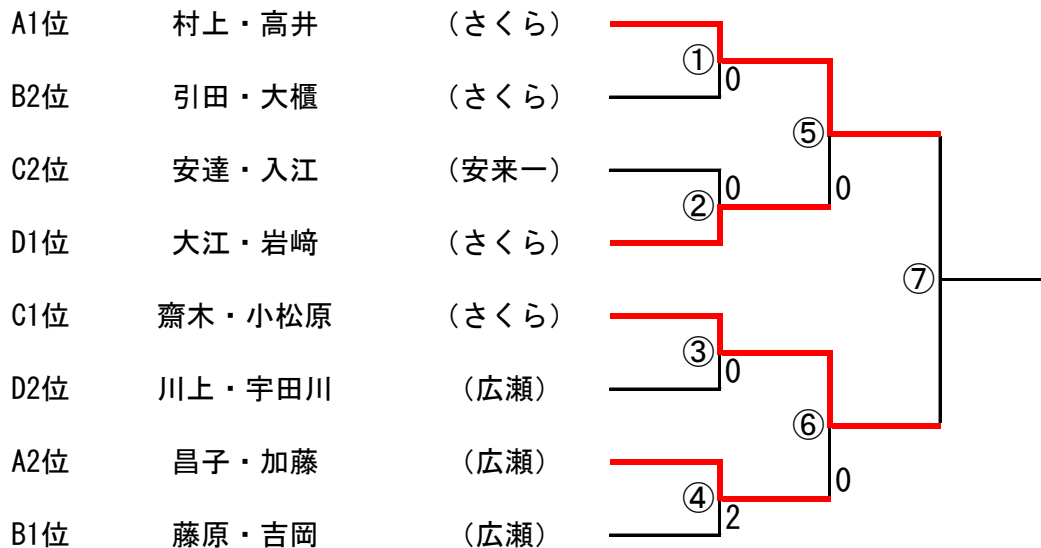 A1位 村上・高井 (さくら)
① 0
B2位 引田・大櫃 (さくら)
⑤
C2位 安達・入江 (安来一)
0 0
②
D1位 大江・岩﨑 (さくら)
⑦
C1位 齋木・小松原 (さくら)
③ 0
D2位 川上・宇田川 (広瀬)
⑥
A2位 昌子・加藤 (広瀬)
0
④ 2
B1位 藤原・吉岡 (広瀬)